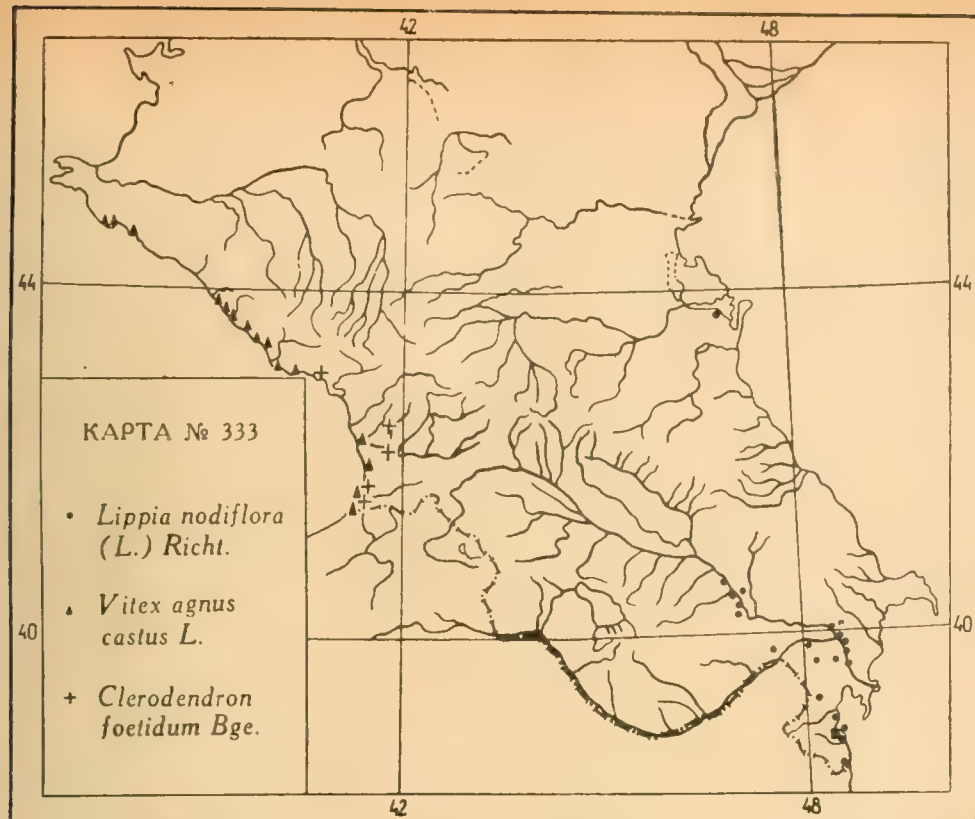 42 48
44 44
КАРТА № 333
• Lippia nodiflora
(L.) Richt.
▲ Vitex agnus
castus L.
40 40
+ Clerodendron
foetidum Bge.
42 48